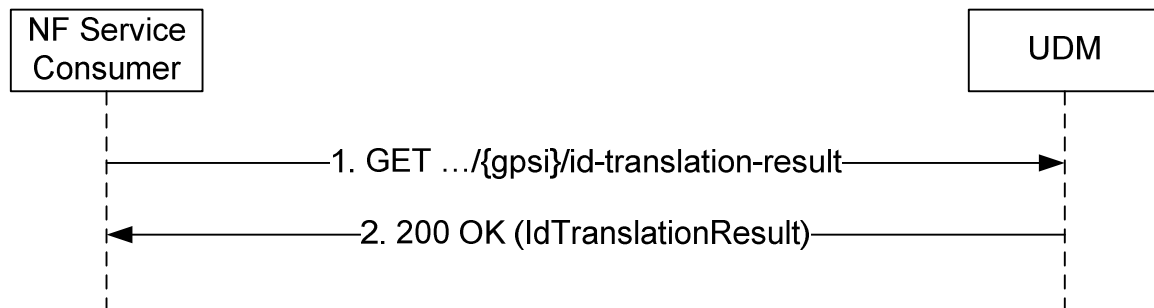 NF Service
Consumer
UDM
1. GET …/{gpsi}/id-translation-result
2. 200 OK (IdTranslationResult)